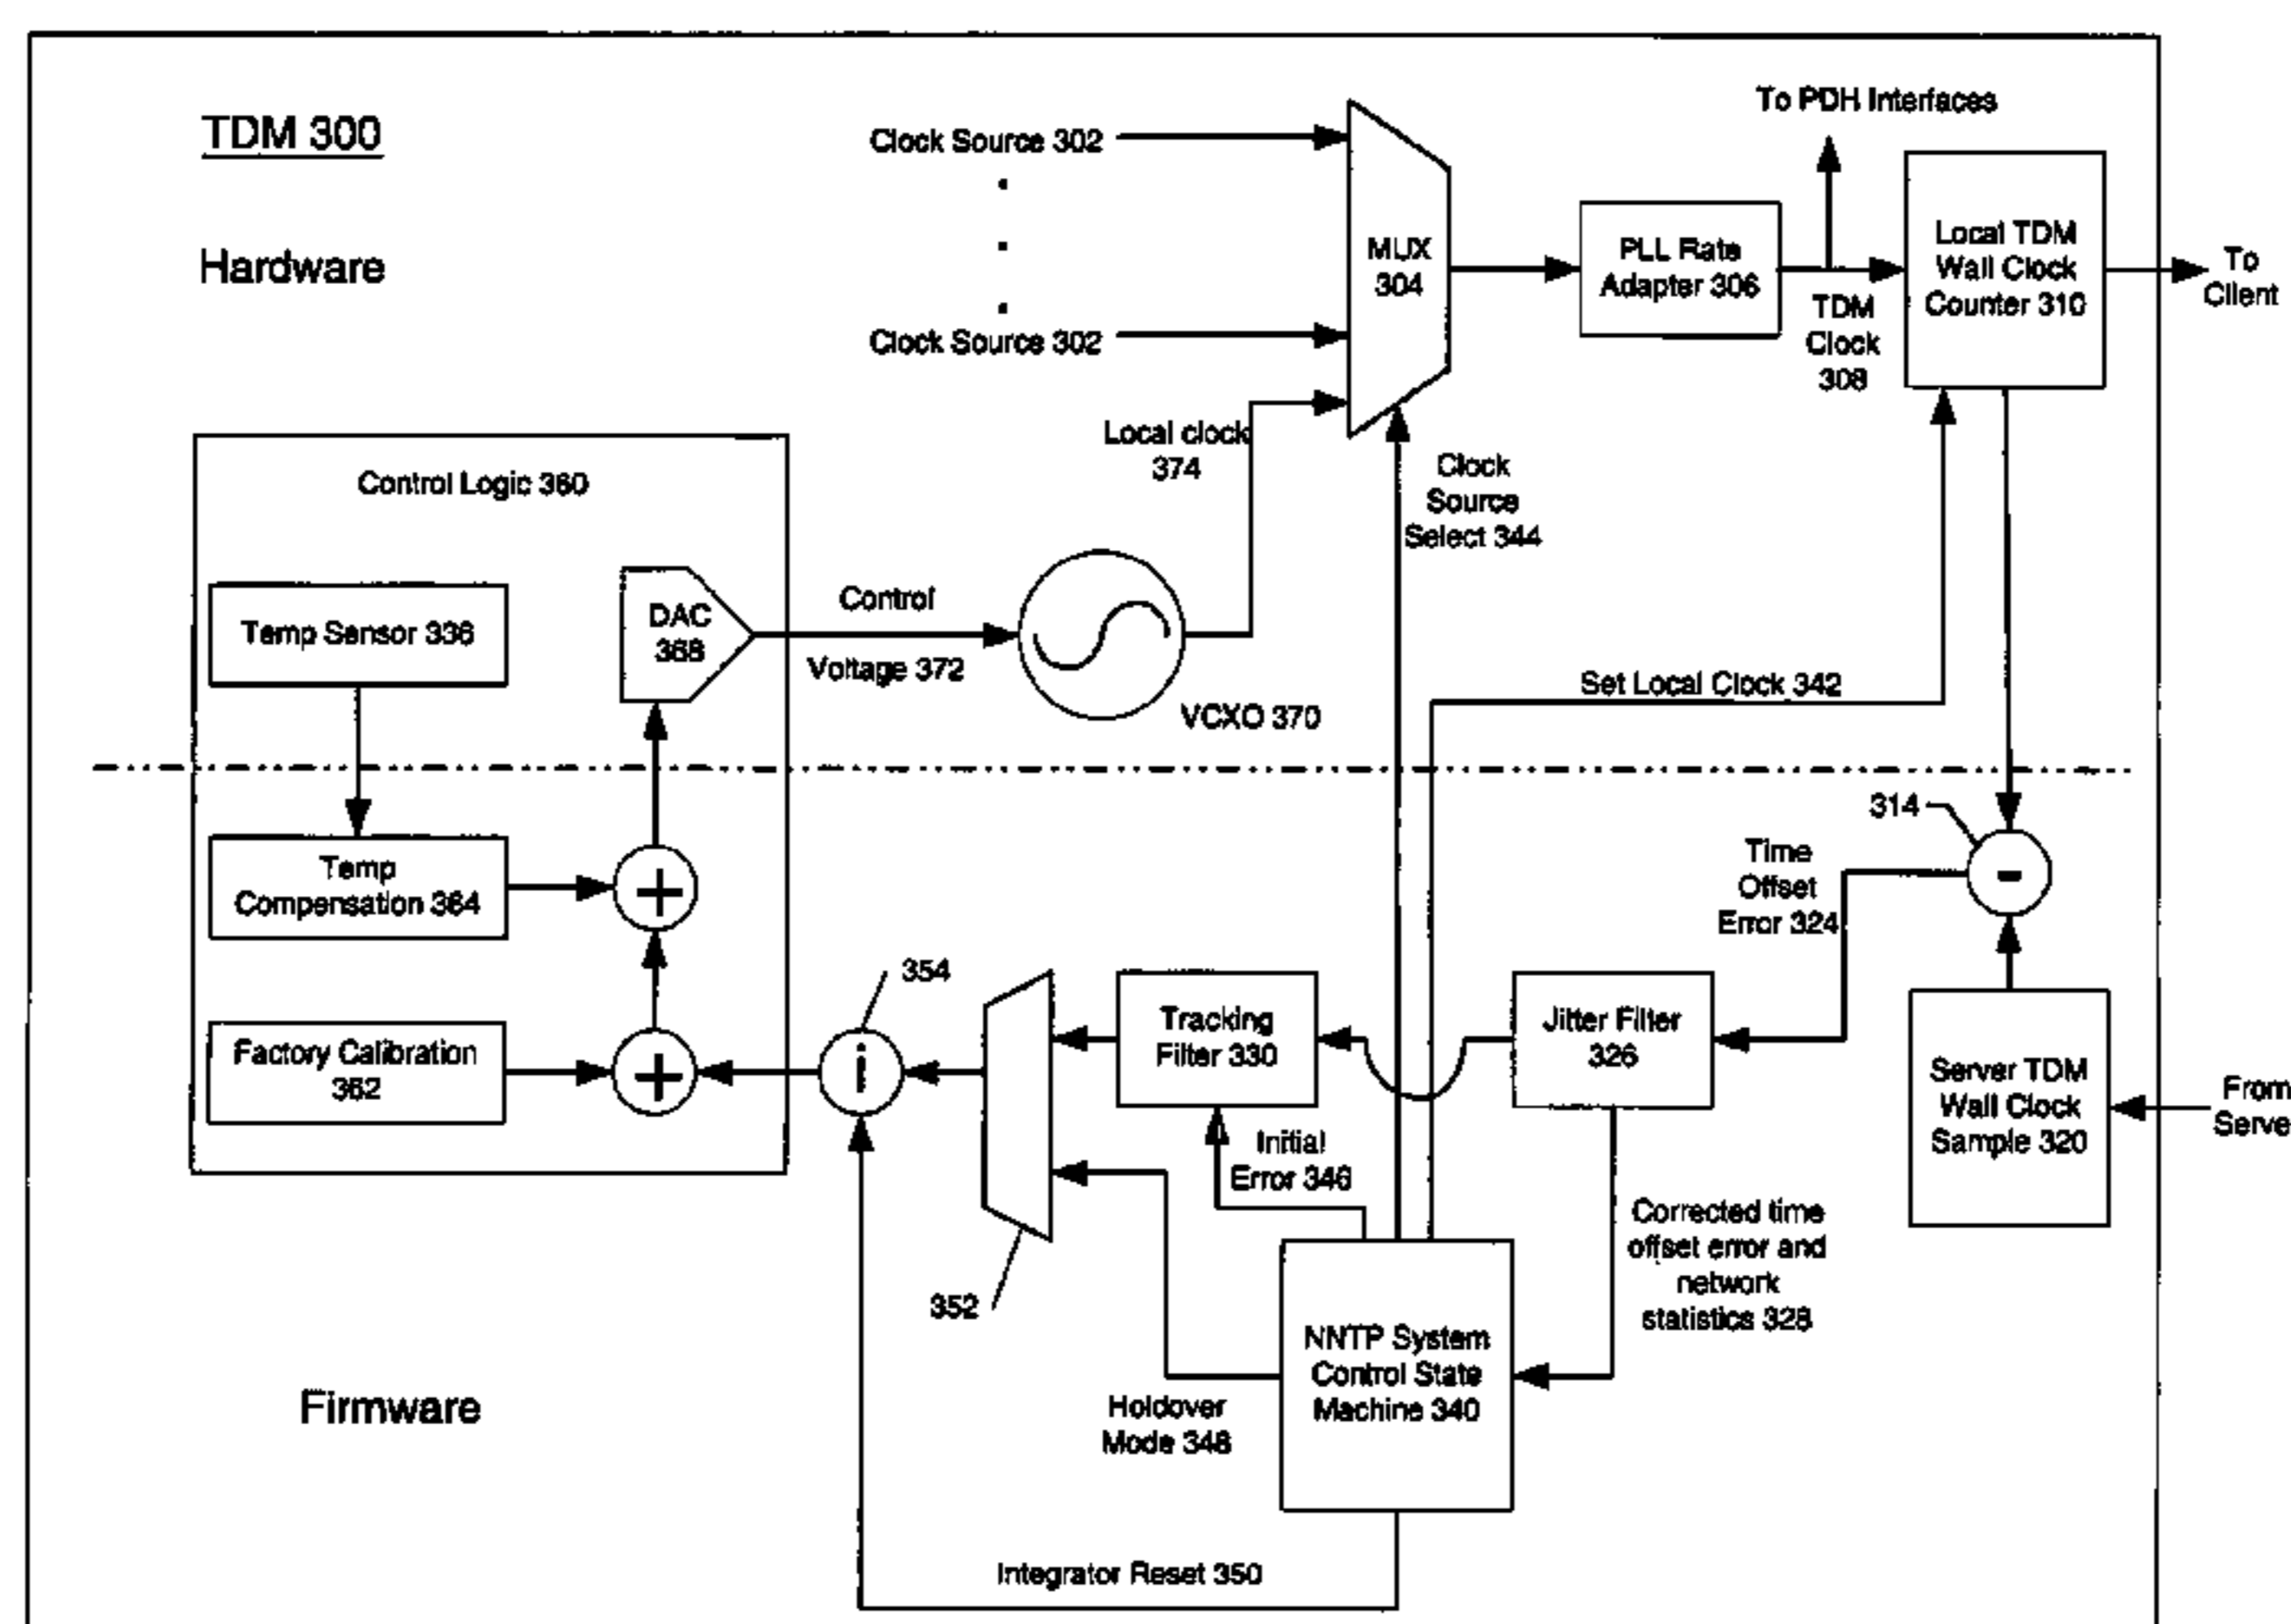 TDM 300
Hardware
Clock Source 302
Clock Source 302
MUX
304
PLL Rate
Adapter 306
To PDH Interfaces
TDM
Clock
308
Local TDM
Wall Clock
Counter 310
To
Client
Local clock
374
Clock
Source
Select 344
Control Logic 360
Temp Sensor 336
DAC
368
Control
Voltage 372
VCXO 370
Set Local Clock 342
314
Temp
Compensation 364
+
Time
Offset
Error 324
-
354
Factory Calibration
362
+
i
Tracking
Filter 330
Jitter Filter
326
Server TDM
Wall Clock
Sample 320
From
Serve
Initial
Error 346
352
Corrected time
offset error and
network
statistics 328
NNTP System
Control State
Machine 340
Holdover
Mode 348
Firmware
Integrator Reset 350